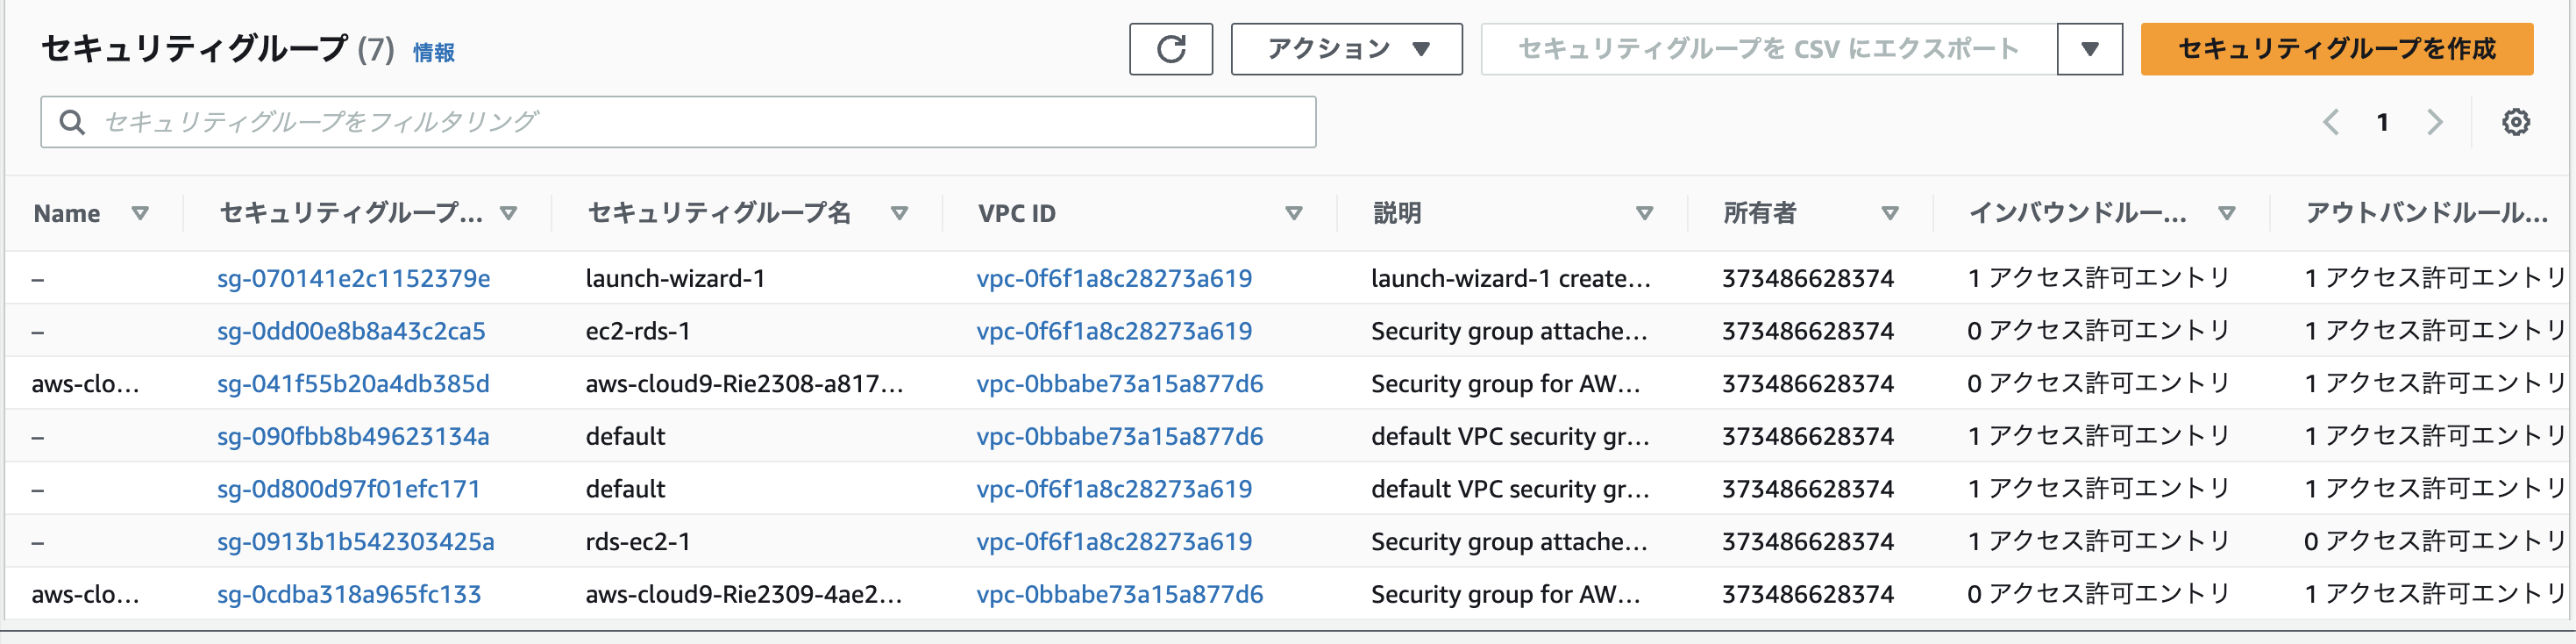 セキュリティグループ (7) 情報
アクション
セキュリティグループを CSV にエクスポート
セキュリティグループを作成
セキュリティグループをフィルタリング
1
Name セキュリティグループ... セキュリティグループ名 VPC ID 説明 所有者 インバウンドルー... アウトバンドルール...
– sg-070141e2c1152379e launch-wizard-1 vpc-0f6f1a8c28273a619 launch-wizard-1 create... 373486628374 1 アクセス許可エントリ 1 アクセス許可エントリ
– sg-0dd00e8b8a43c2ca5 ec2-rds-1 vpc-0f6f1a8c28273a619 Security group attache... 373486628374 0 アクセス許可エントリ 1 アクセス許可エントリ
aws-clo... sg-041f55b20a4db385d aws-cloud9-Rie2308-a817... vpc-0bbabe73a15a877d6 Security group for AW... 373486628374 0 アクセス許可エントリ 1 アクセス許可エントリ
– sg-090fbb8b49623134a default vpc-0bbabe73a15a877d6 default VPC security gr... 373486628374 1 アクセス許可エントリ 1 アクセス許可エントリ
– sg-0d800d97f01efc171 default vpc-0f6f1a8c28273a619 default VPC security gr... 373486628374 1 アクセス許可エントリ 1 アクセス許可エントリ
– sg-0913b1b542303425a rds-ec2-1 vpc-0f6f1a8c28273a619 Security group attache... 373486628374 1 アクセス許可エントリ 0 アクセス許可エントリ
aws-clo... sg-0cdba318a965fc133 aws-cloud9-Rie2309-4ae2... vpc-0bbabe73a15a877d6 Security group for AW... 373486628374 0 アクセス許可エントリ 1 アクセス許可エントリ